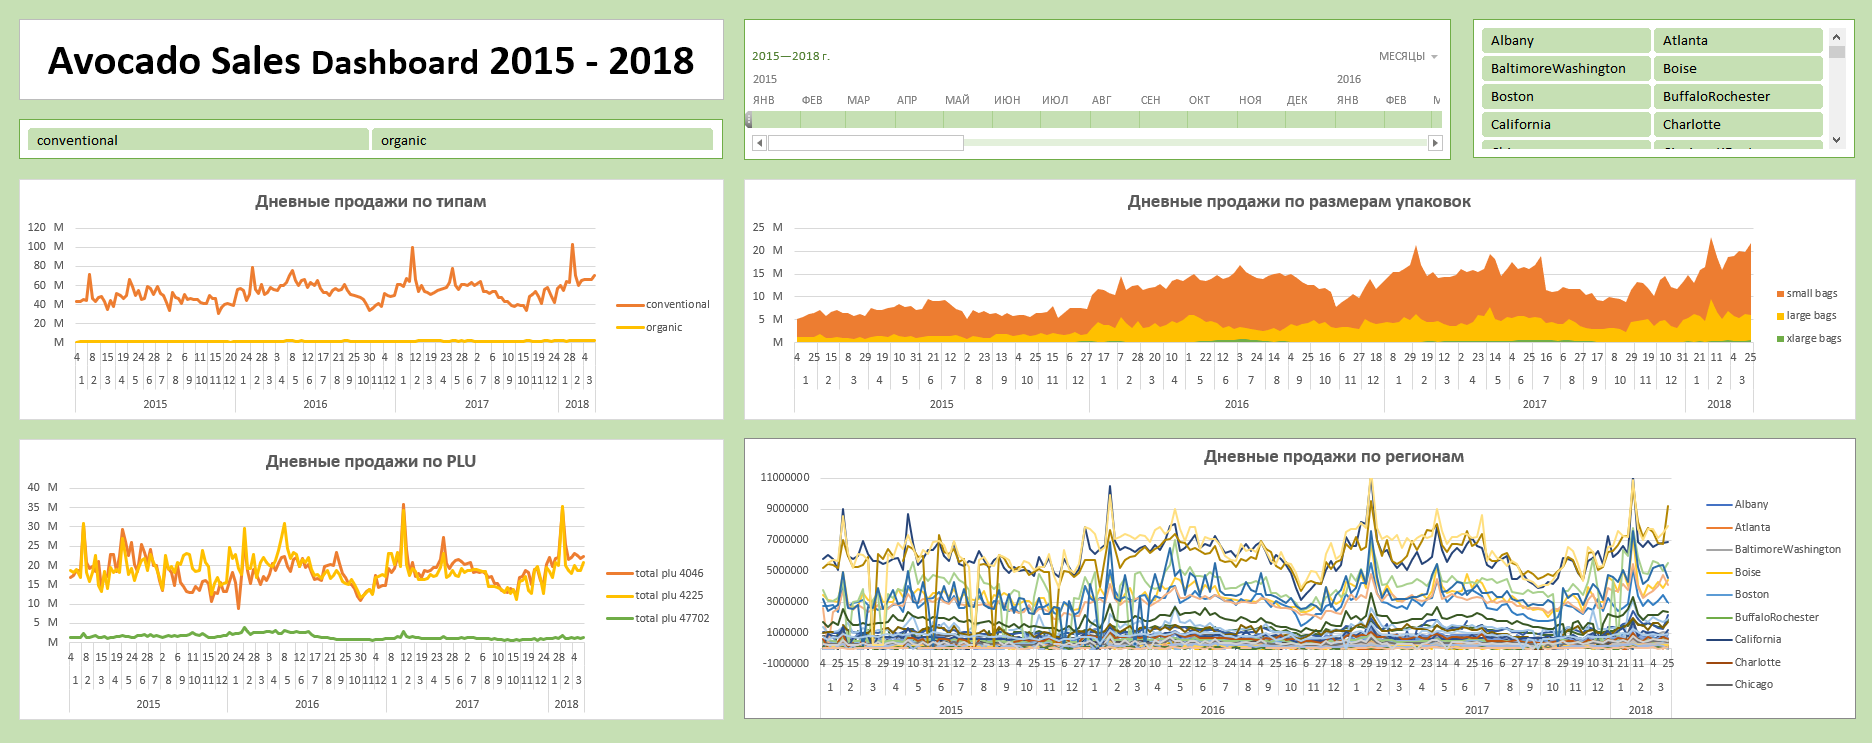 Avocado Sales Dashboard 2015 - 2018
conventional organic
2015—2018 г. МЕСЯЦЫ
2015 2016
ЯНВ ФЕВ МАР АПР МАЙ ИЮН ИЮЛ АВГ СЕН ОКТ НОЯ ДЕК ЯНВ ФЕВ
Albany Atlanta
BaltimoreWashington Boise
Boston BuffaloRochester
California Charlotte
Дневные продажи по типам
120 M
100 M
80 M
60 M
40 M
20 M
M
4 8 15 19 24 28 2 6 11 15 20 24 28 3 8 12 17 21 25 30 4 8 12 19 23 28 2 6 10 15 20 24 28 4
1 2 3 4 5 6 7 8 9 10 11 12 1 2 3 4 5 6 7 8 9 10 11 12 1 2 3 4 5 6 7 8 9 10 11 12 1 2 3
2015 2016 2017 2018
conventional
organic
Дневные продажи по размерам упаковок
25 M
20 M
15 M
10 M
5 M
M
4 25 15 8 29 19 10 31 21 12 2 23 13 4 25 15 6 27 17 7 28 20 10 1 22 12 3 24 14 4 25 16 6 27 18 8 29 19 12 2 23 14 4 25 16 6 27 17 8 29 19 10 31 21 11 4 25
1 2 3 4 5 6 7 8 9 10 11 12 1 2 3 4 5 6 7 8 9 10 11 12 1 2 3 4 5 6 7 8 9 10 11 12 1 2 3
2015 2016 2017 2018
small bags
large bags
xlarge bags
Дневные продажи по PLU
40 M
35 M
30 M
25 M
20 M
15 M
10 M
5 M
M
4 8 15 19 24 28 2 6 11 15 20 24 28 3 8 12 17 21 25 30 4 8 12 19 23 28 2 6 10 15 19 24 28 4
1 2 3 4 5 6 7 8 9 10 11 12 1 2 3 4 5 6 7 8 9 10 11 12 1 2 3 4 5 6 7 8 9 10 11 12 1 2 3
2015 2016 2017 2018
total plu 4046
total plu 4225
total plu 47702
Дневные продажи по регионам
11000000
9000000
7000000
5000000
3000000
1000000
-1000000
4 25 15 8 29 19 10 31 21 12 2 23 13 4 25 15 6 27 17 7 28 20 10 1 22 12 3 24 14 4 25 16 6 27 18 8 29 19 12 2 23 14 4 25 16 6 27 17 8 29 19 10 31 21 11 4 25
1 2 3 4 5 6 7 8 9 10 11 12 1 2 3 4 5 6 7 8 9 10 11 12 1 2 3 4 5 6 7 8 9 10 11 12 1 2 3
2015 2016 2017 2018
Albany
Atlanta
BaltimoreWashington
Boise
Boston
BuffaloRochester
California
Charlotte
Chicago